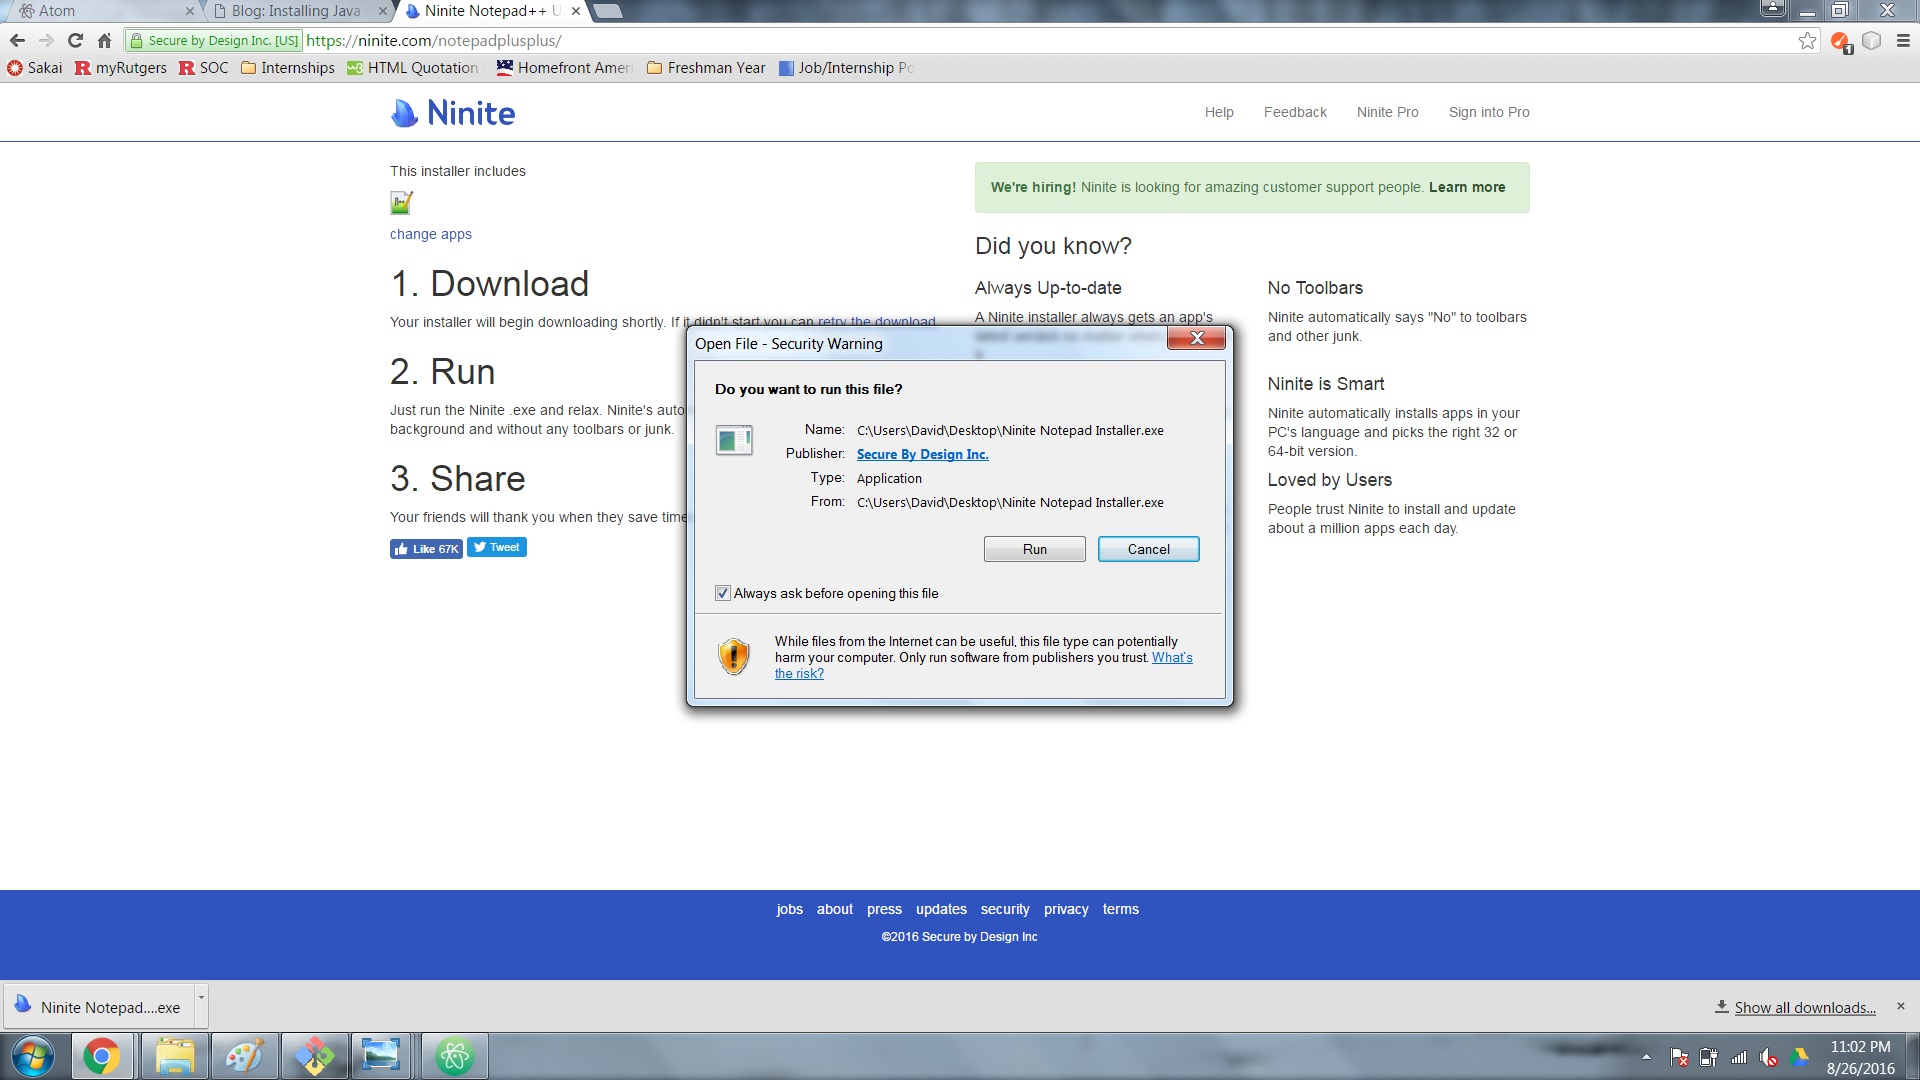 Atom
Blog: Installing Java
Ninite Notepad++ U
Secure by Design Inc. [US] https://ninite.com/notepadplusplus/
1
Sakai myRutgers SOC Internships HTML Quotation Homefront Ameri Freshman Year Job/Internship Po
Ninite
Help Feedback Ninite Pro Sign into Pro
This installer includes
change apps
1. Download
Your installer will begin downloading shortly. If it didn't start you can retry the download
2. Run
Just run the Ninite .exe and relax. Ninite's auto
background and without any toolbars or junk.
3. Share
Your friends will thank you when they save time
Like 67K Tweet
We're hiring! Ninite is looking for amazing customer support people. Learn more
Did you know?
Always Up-to-date
A Ninite installer always gets an app's
No Toolbars
Ninite automatically says "No" to toolbars
and other junk.
Ninite is Smart
Ninite automatically installs apps in your
PC's language and picks the right 32 or
64-bit version.
Loved by Users
People trust Ninite to install and update
about a million apps each day.
Open File - Security Warning
Do you want to run this file?
Name: C:\Users\David\Desktop\Ninite Notepad Installer.exe
Publisher: Secure By Design Inc.
Type: Application
From: C:\Users\David\Desktop\Ninite Notepad Installer.exe
Run Cancel
Always ask before opening this file
While files from the Internet can be useful, this file type can potentially
harm your computer. Only run software from publishers you trust. What's
the risk?
jobs about press updates security privacy terms
©2016 Secure by Design Inc
Ninite Notepad....exe
Show all downloads...
11:02 PM
8/26/2016